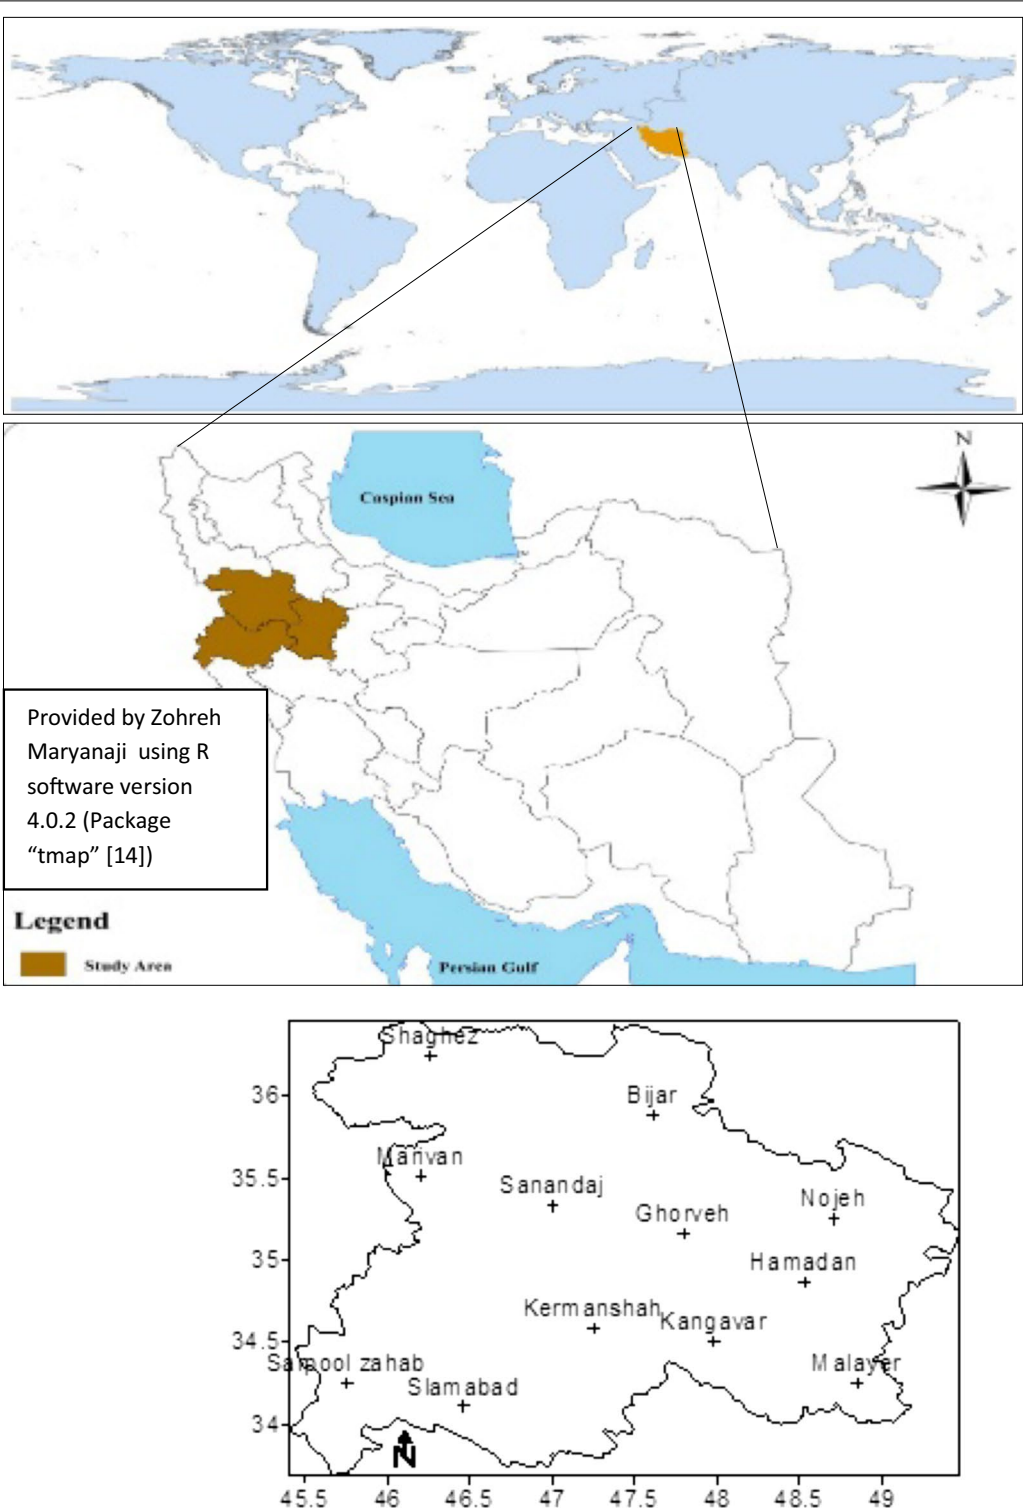 Caspian Sea
N
Provided by Zohreh
Maryanaji using R
software version
4.0.2 (Package
“tmap” [14])
Legend
Study Area
Persian Gulf
Shaghez
36
Bijar
Marivan
35.5
Sanandaj
Nojeh
Ghorveh
35
Hamadan
Kermanshah
Kangavar
34.5
Sarpool zahab
Malayer
Slamabad
34
N
45.5 46 46.5 47 47.5 48 48.5 49